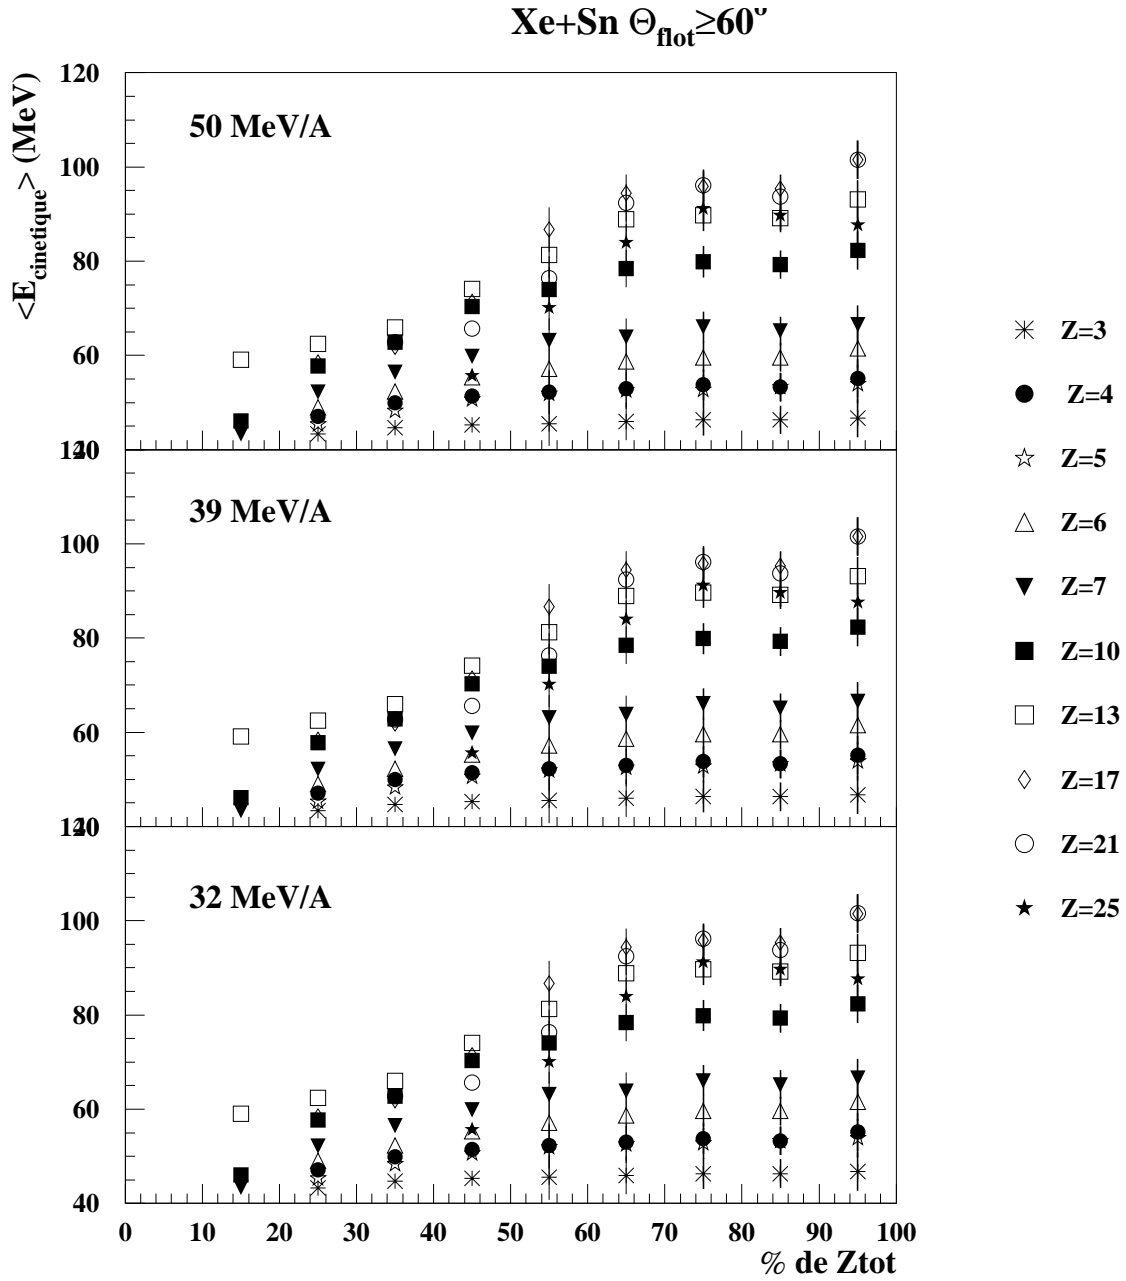 Xe+Sn Θflot≥60°
<Ecinetique> (MeV)
120
50 MeV/A
100
80
60
40
120
39 MeV/A
100
80
60
40
120
32 MeV/A
100
80
60
40
0 10 20 30 40 50 60 70 80 90 100
% de Ztot
Z=3
Z=4
Z=5
Z=6
Z=7
Z=10
Z=13
Z=17
Z=21
Z=25